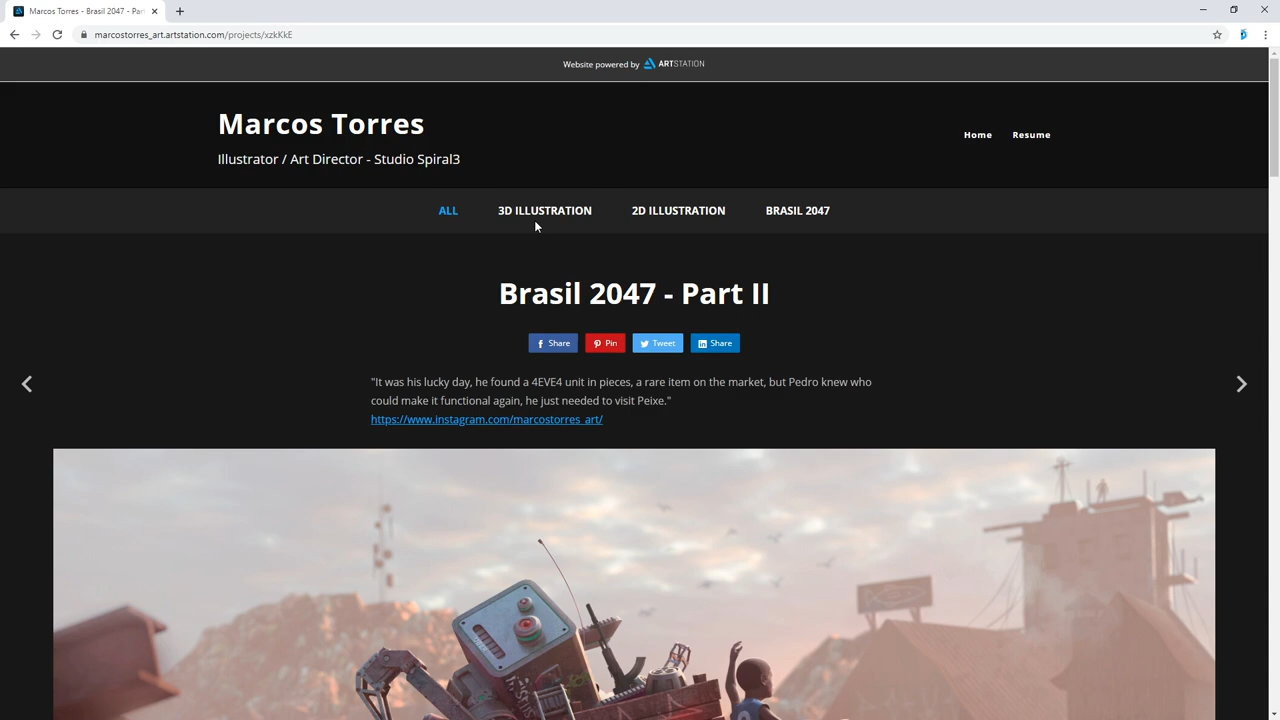 Marcos Torres - Brasil 2047 - Par
marcostorres_art.artstation.com/projects/xzkKkE
Website powered by ARTSTATION
Marcos Torres
Illustrator / Art Director - Studio Spiral3
Home Resume
ALL 3D ILLUSTRATION 2D ILLUSTRATION BRASIL 2047
Brasil 2047 - Part II
Share Pin Tweet Share
"It was his lucky day, he found a 4EVE4 unit in pieces, a rare item on the market, but Pedro knew who
could make it functional again, he just needed to visit Peixe."
https://www.instagram.com/marcostorres_art/